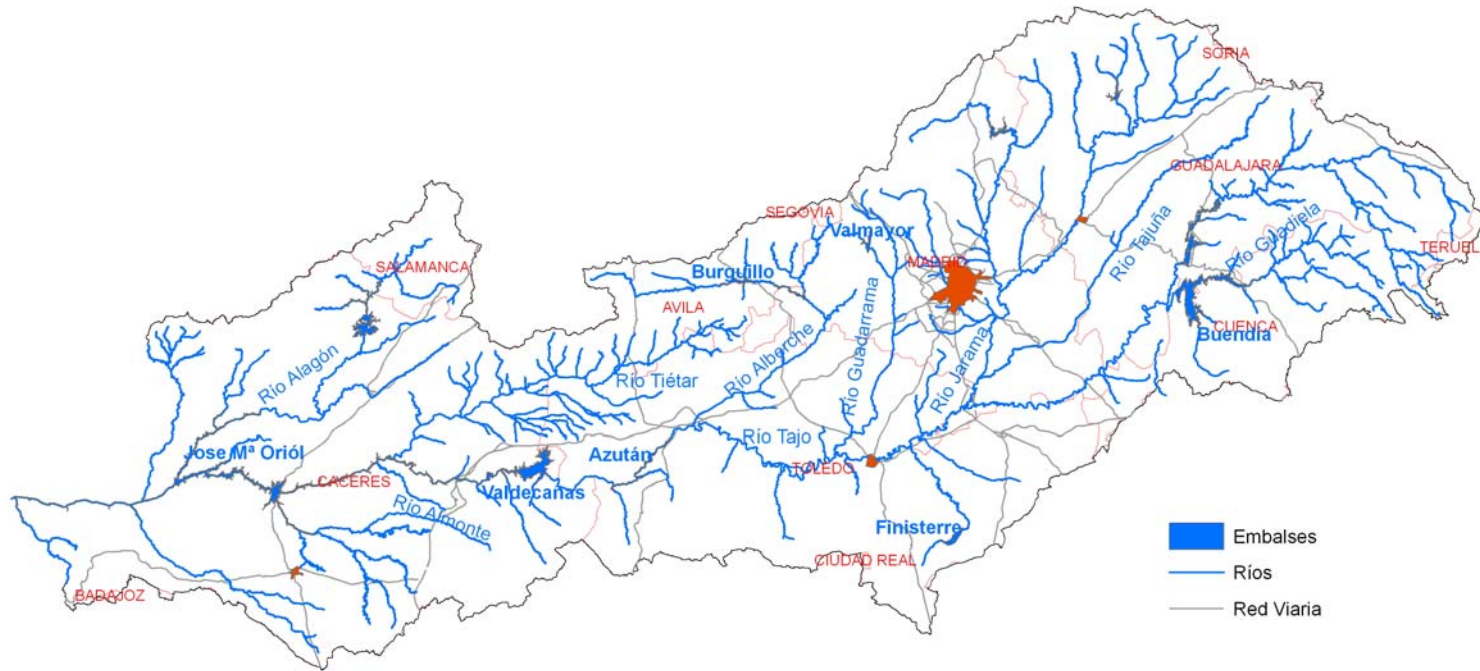 SORIA
GUADALAJARA
SEGOVIA
Valmayor
Río Tajuña
Río Guadiela
TERUEL
MADRID
SALAMANCA
Burguillo
AVILA
CUENCA
Buendía
Río Alagón
Río Tiétar
Río Alberche
Río Guadarrama
Río Jarama
Jose Mª Oriól
Azután
Río Tajo
TOLEDO
CACERES
Valdecañas
Río Almonte
Finisterre
CIUDAD REAL
BADAJOZ
Embalses
Ríos
Red Viaria